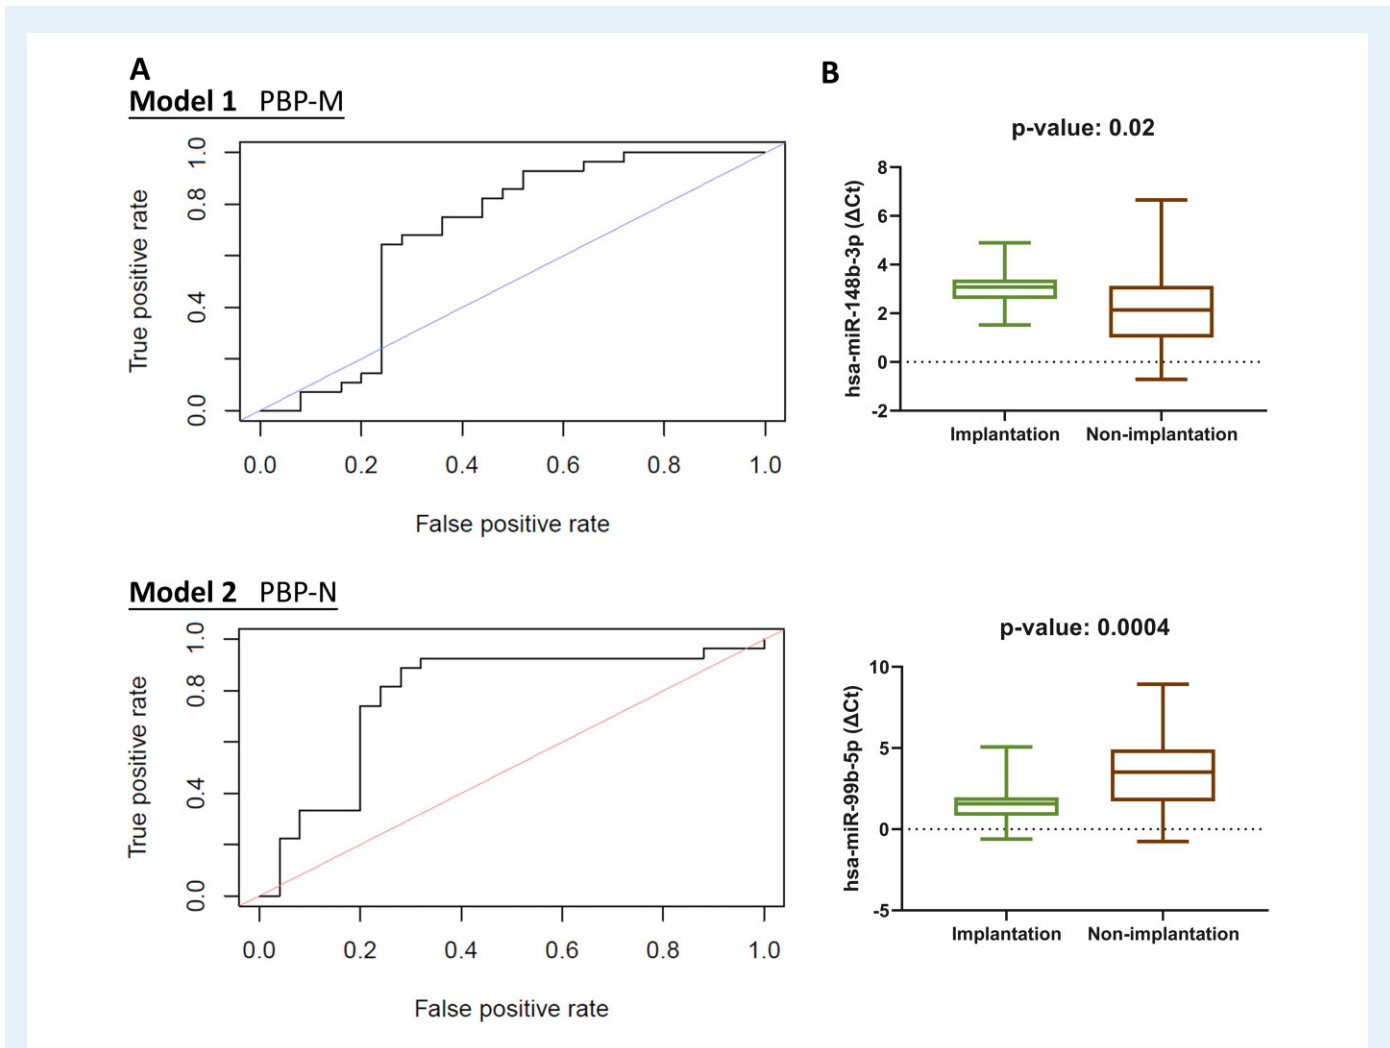 A
Model 1 PBP-M
1.0
0.8
0.4
0.0
True positive rate
0.0 0.2 0.4 0.6 0.8 1.0
False positive rate
B
p-value: 0.02
8
6
4
2
0
-2
hsa-miR-148b-3p (ΔCt)
Implantation Non-implantation
Model 2 PBP-N
1.0
0.8
0.4
0.0
True positive rate
0.0 0.2 0.4 0.6 0.8 1.0
False positive rate
p-value: 0.0004
10
5
0
-5
hsa-miR-99b-5p (ΔCt)
Implantation Non-implantation